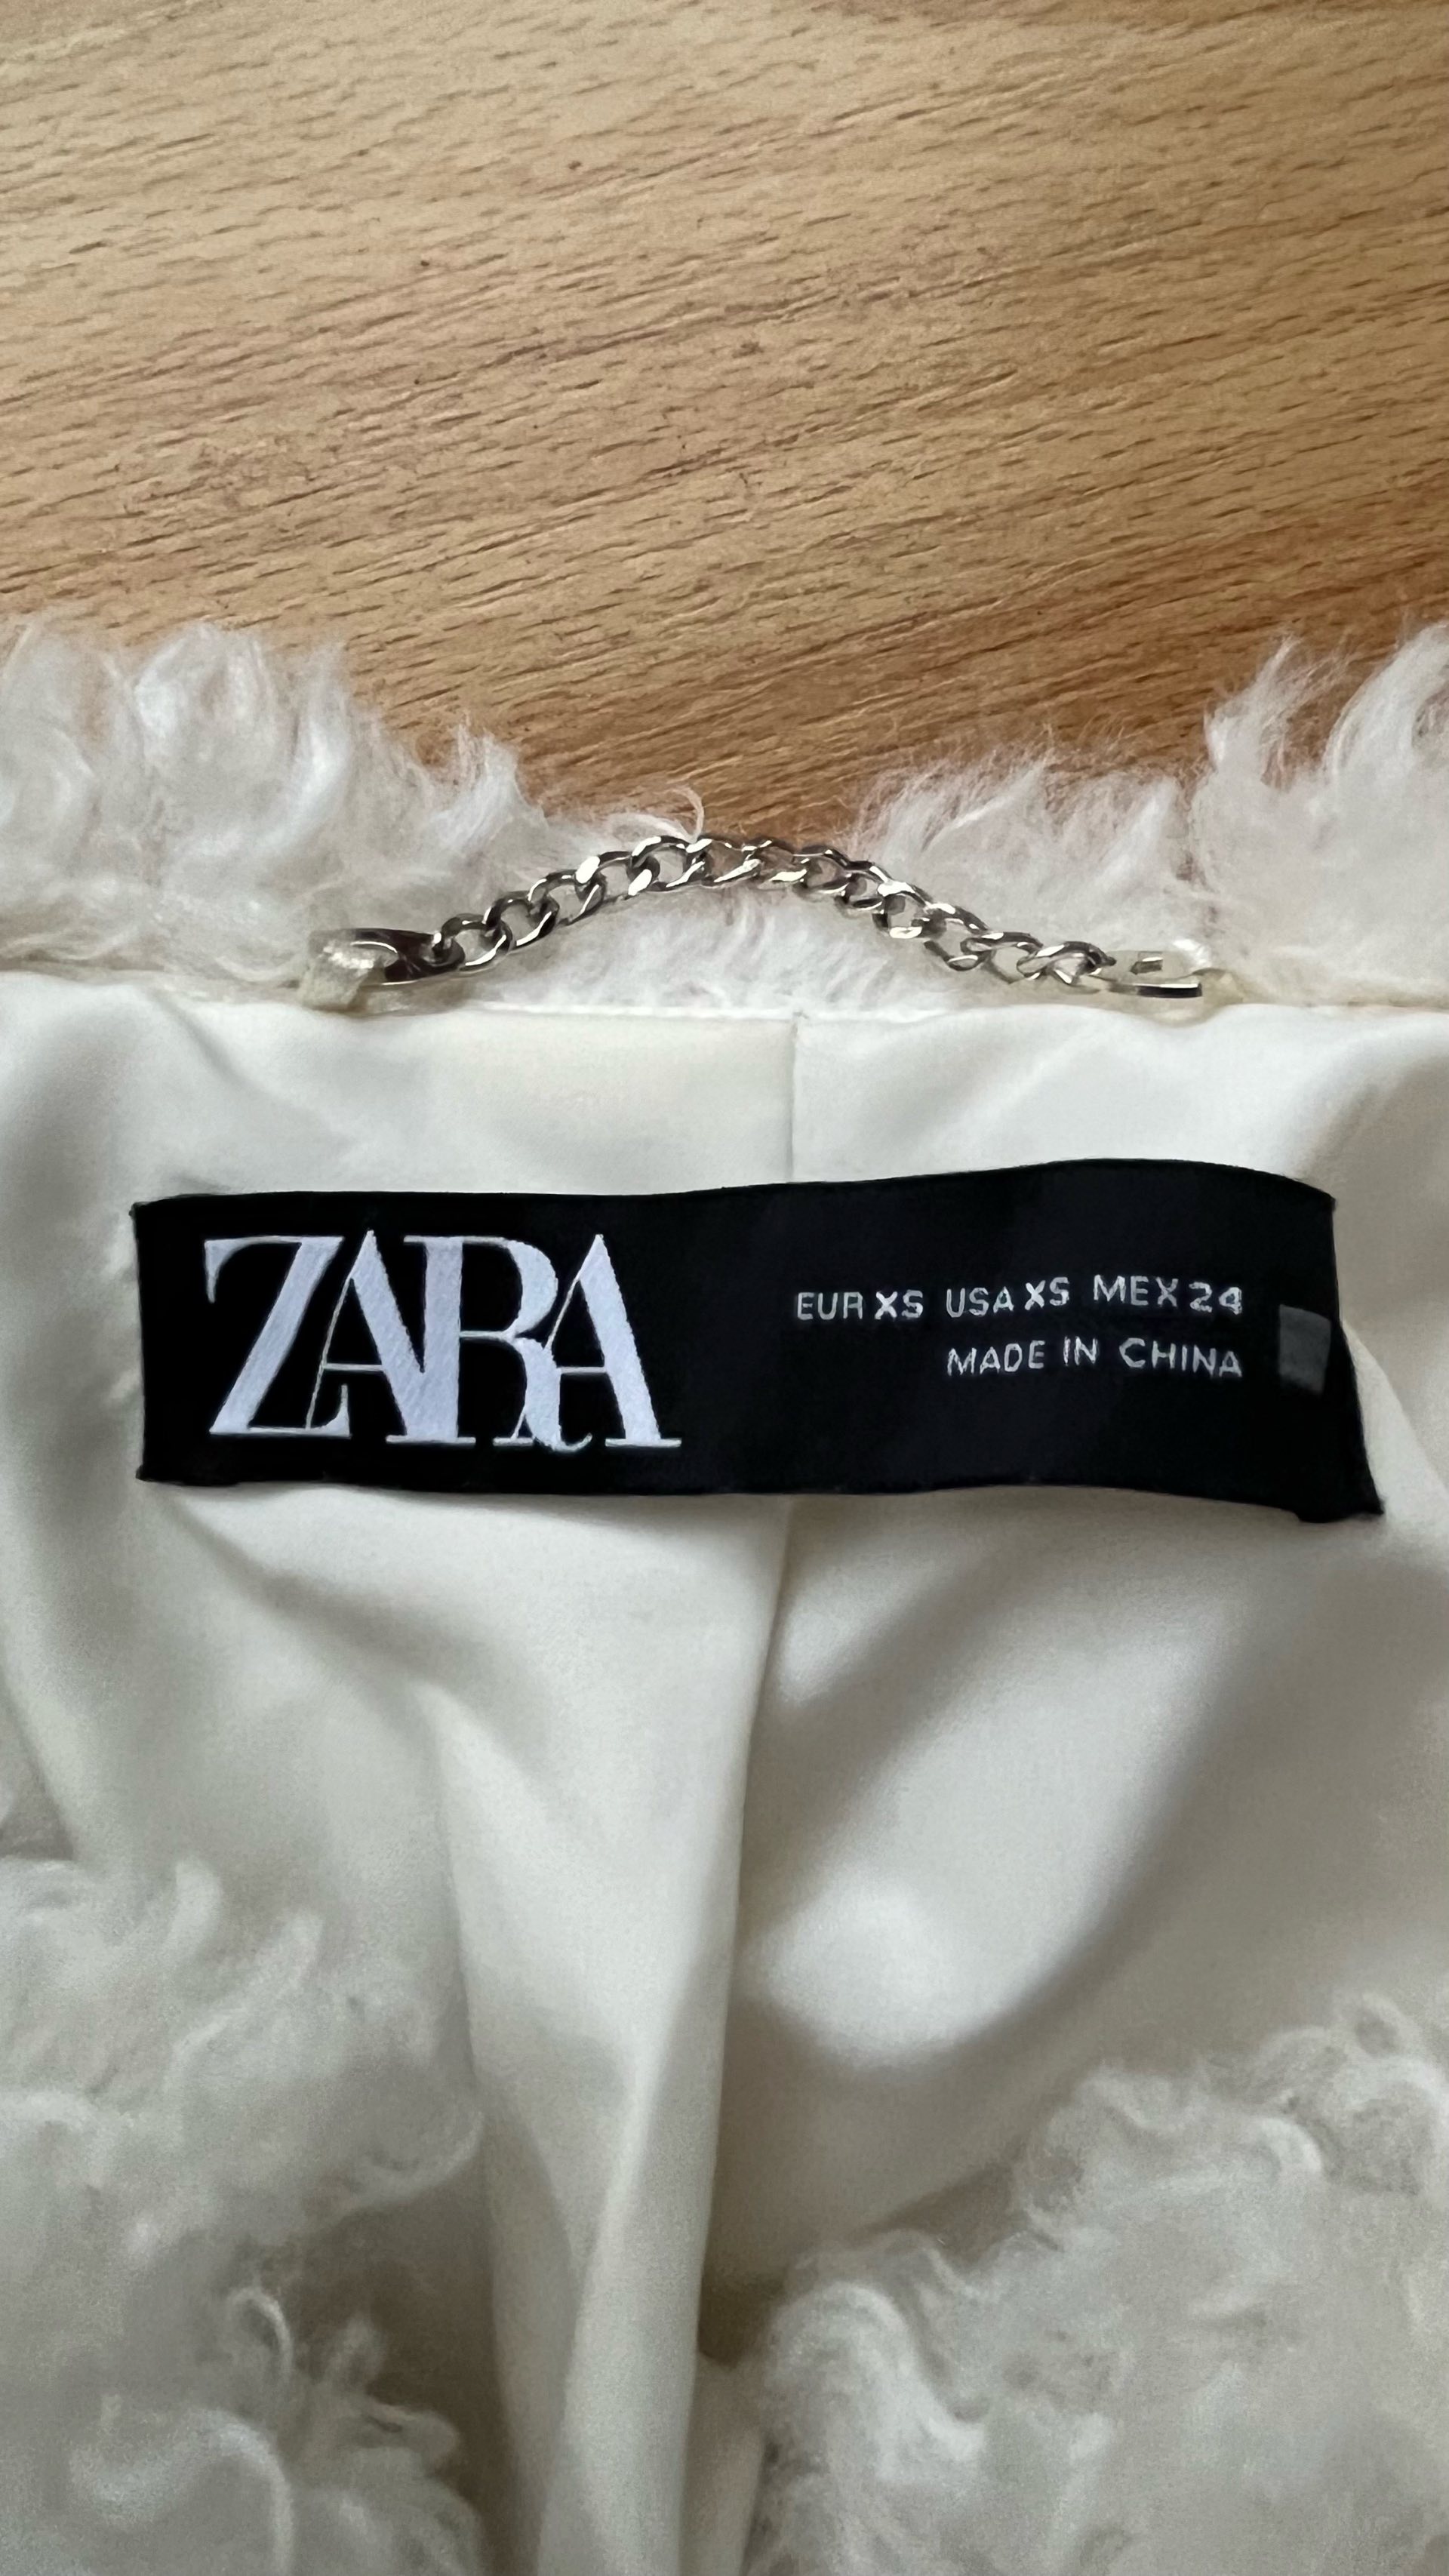 ZARA
EUR XS USA XS MEX 24
MADE IN CHINA